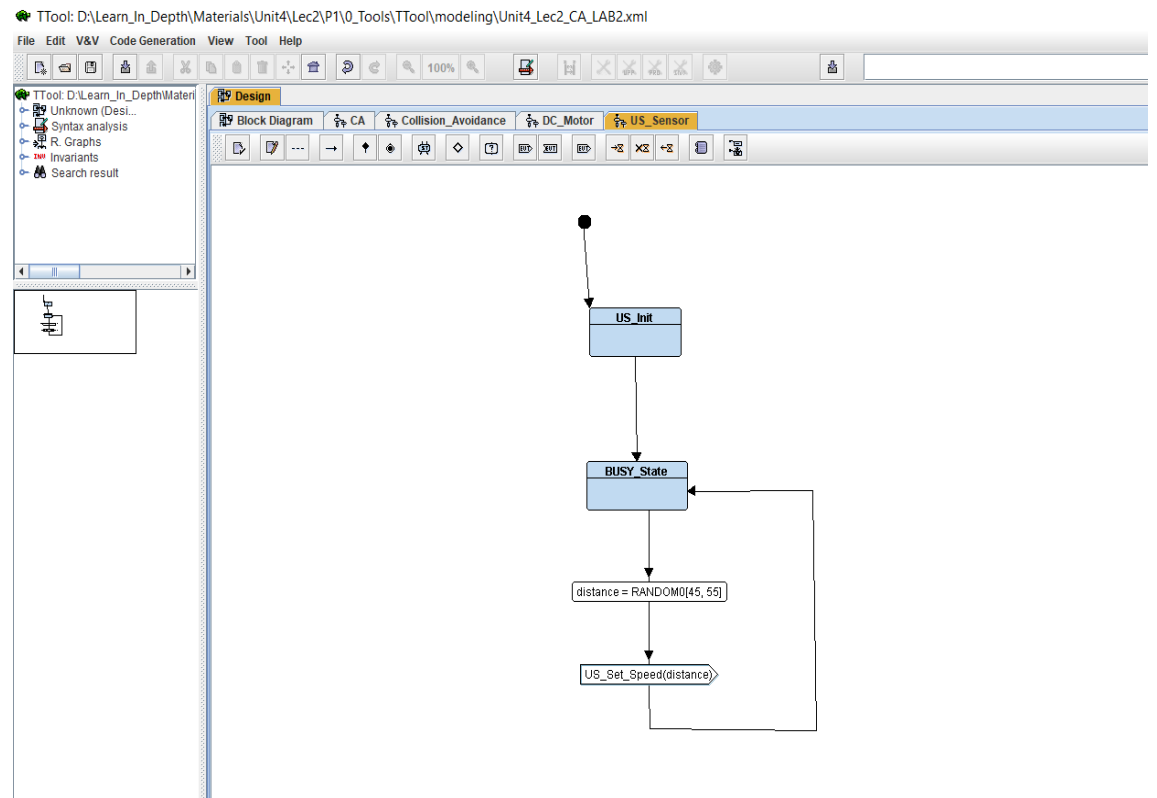 TTool: D:\Learn_In_Depth\Materials\Unit4\Lec2\P1\0_Tools\TTool\modeling\Unit4_Lec2_CA_LAB2.xml
File Edit V&V Code Generation View Tool Help
100%
TTool: D:\Learn_In_Depth\Materi
Unknown (Desi...
Syntax analysis
R. Graphs
INV Invariants
Search result
Design
Block Diagram CA Collision_Avoidance DC_Motor US_Sensor
US_Init
BUSY_State
distance = RANDOM0[45, 55]
US_Set_Speed(distance)